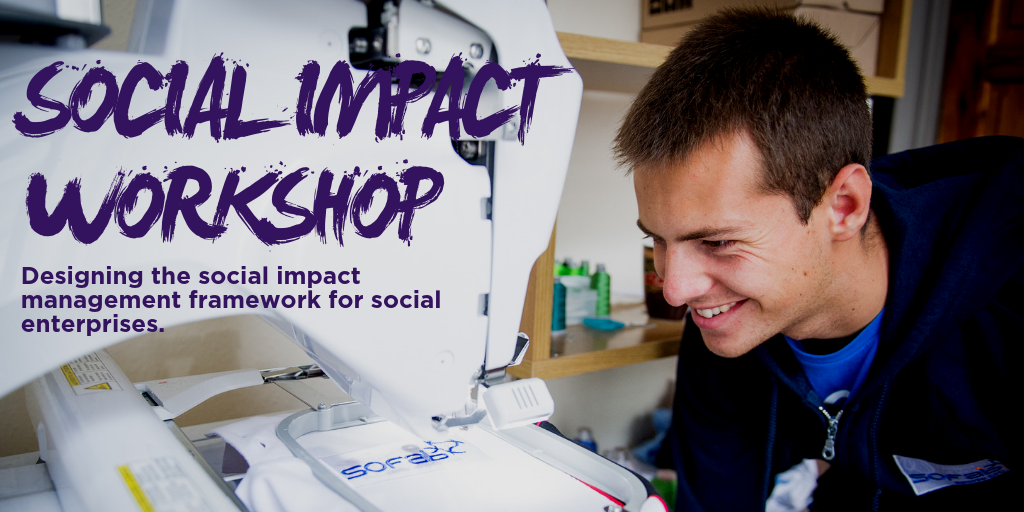 SOCIAL IMPACT
WORKSHOP
Designing the social impact
management framework for social
enterprises.